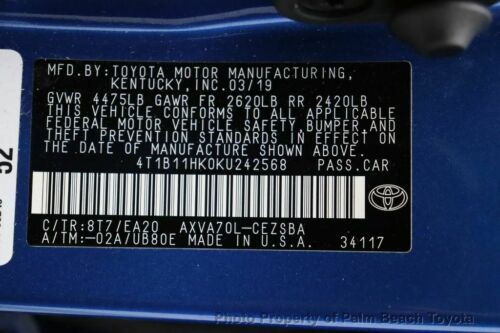 MFD.BY:TOYOTA MOTOR MANUFACTURING,
KENTUCKY, INC.03/19
GVWR 4475LB GAWR FR 2620LB RR 2420LB
THIS VEHICLE CONFORMS TO ALL APPLICABLE
FEDERAL MOTOR VEHICLE SAFETY, BUMPER,AND
THEFT PREVENTION STANDARDS IN EFFECT ON
THE DATE OF MANUFACTURE SHOWN ABOVE.
4T1B11HK0KU242568 PASS.CAR
C/TR:8T7/EA20 AXVA70L-CEZSBA
A/TM:-02A/UB80E MADE IN U.S.A. 34117
52
Photo Property of Palm Beach Toyota